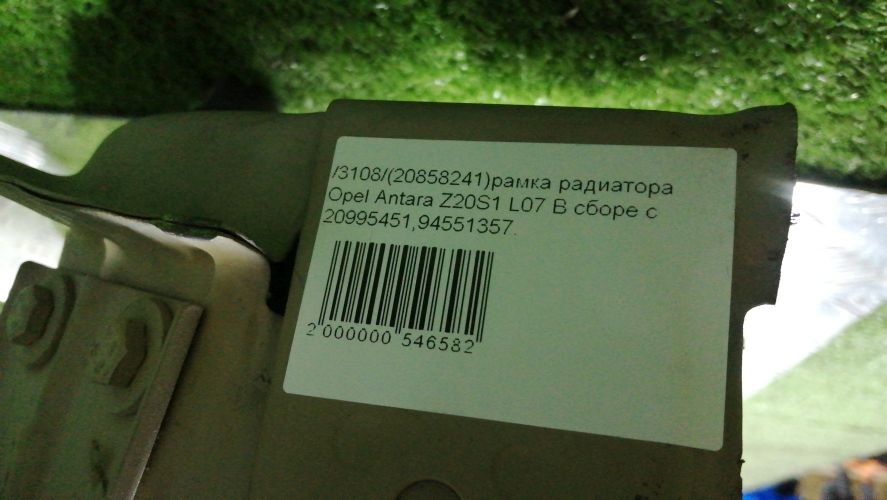 /3108/(20858241)рамка радиатора
Opel Antara Z20S1 L07 В сборе с
20995451,94551357.
2 000000 546582